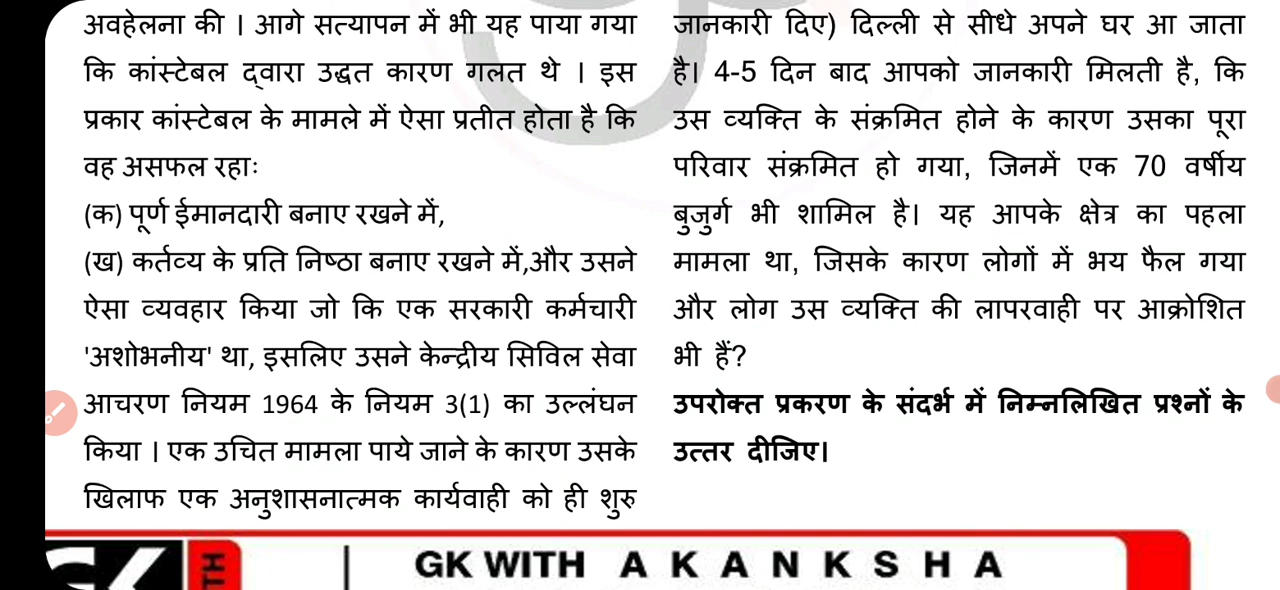 अवहेलना की । आगे सत्यापन में भी यह पाया गया
कि कांस्टेबल द्वारा उद्धत कारण गलत थे । इस
प्रकार कांस्टेबल के मामले में ऐसा प्रतीत होता है कि
वह असफल रहाः
(क) पूर्ण ईमानदारी बनाए रखने में,
(ख) कर्तव्य के प्रति निष्ठा बनाए रखने में,और उसने
ऐसा व्यवहार किया जो कि एक सरकारी कर्मचारी
'अशोभनीय' था, इसलिए उसने केन्द्रीय सिविल सेवा
आचरण नियम 1964 के नियम 3(1) का उल्लंघन
किया । एक उचित मामला पाये जाने के कारण उसके
खिलाफ एक अनुशासनात्मक कार्यवाही को ही शुरु
जानकारी दिए) दिल्ली से सीधे अपने घर आ जाता
है। 4-5 दिन बाद आपको जानकारी मिलती है, कि
उस व्यक्ति के संक्रमित होने के कारण उसका पूरा
परिवार संक्रमित हो गया, जिनमें एक 70 वर्षीय
बुजुर्ग भी शामिल है। यह आपके क्षेत्र का पहला
मामला था, जिसके कारण लोगों में भय फैल गया
और लोग उस व्यक्ति की लापरवाही पर आक्रोशित
भी हैं?
उपरोक्त प्रकरण के संदर्भ में निम्नलिखित प्रश्नों के
उत्तर दीजिए।
GK WITH A K A N K S H A